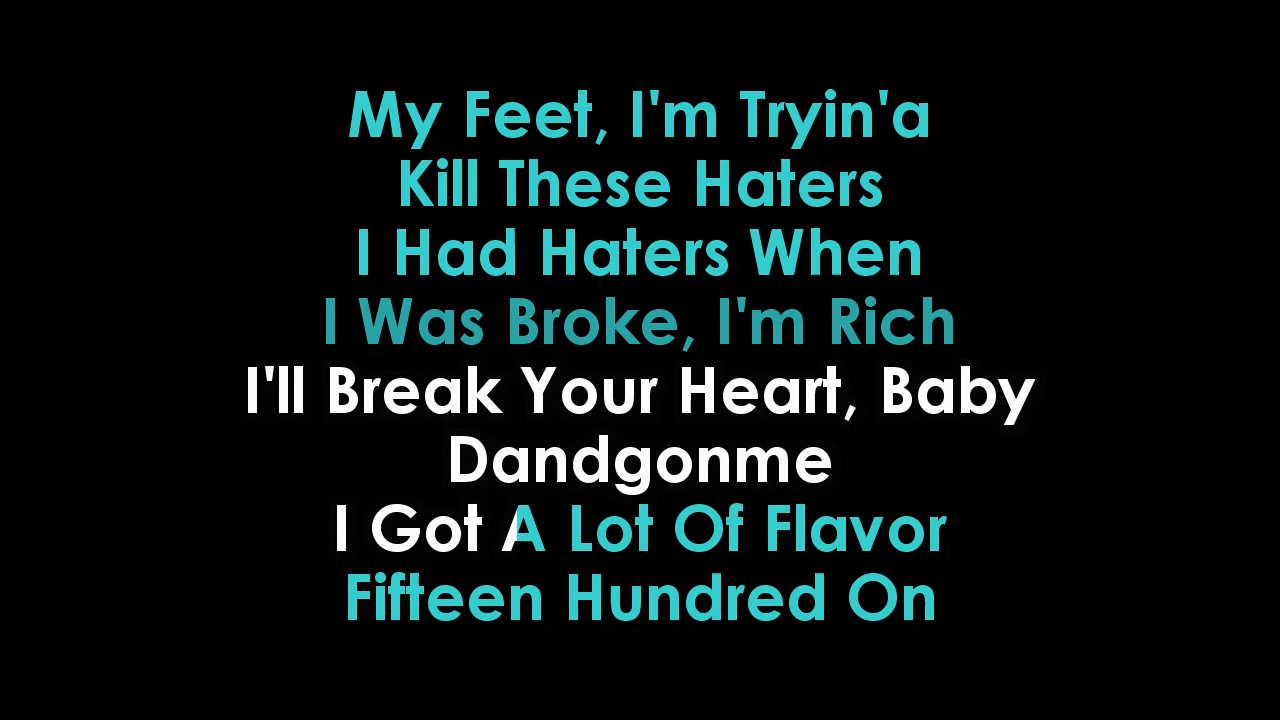 My Feet, I'm Tryin'a
Kill These Haters
I Had Haters When
I Was Broke, I'm Rich
I'll Break Your Heart, Baby
Dandgonme
I Got A Lot Of Flavor
Fifteen Hundred On